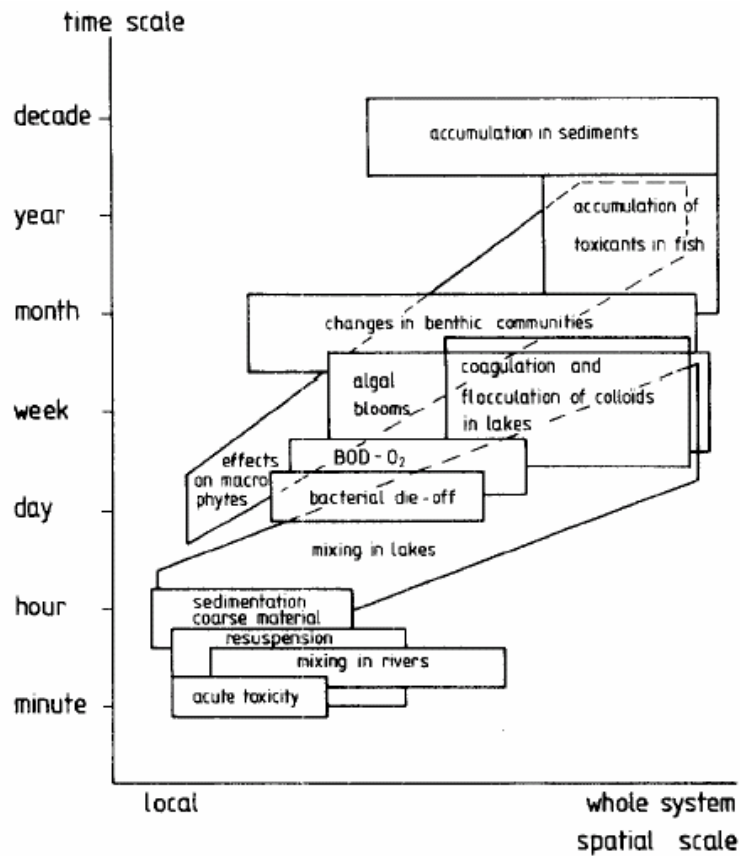 time scale
decade
accumulation in sediments
year
accumulation of
toxicants in fish
month
changes in benthic communities
algal
blooms
coagulation and
flocculation of colloids
in lakes
week
effects
on macro
phytes
BOD - O₂
bacterial die-off
day
mixing in lakes
hour
sedimentation
coarse material
resuspension
mixing in rivers
minute
acute toxicity
local
whole system
spatial scale